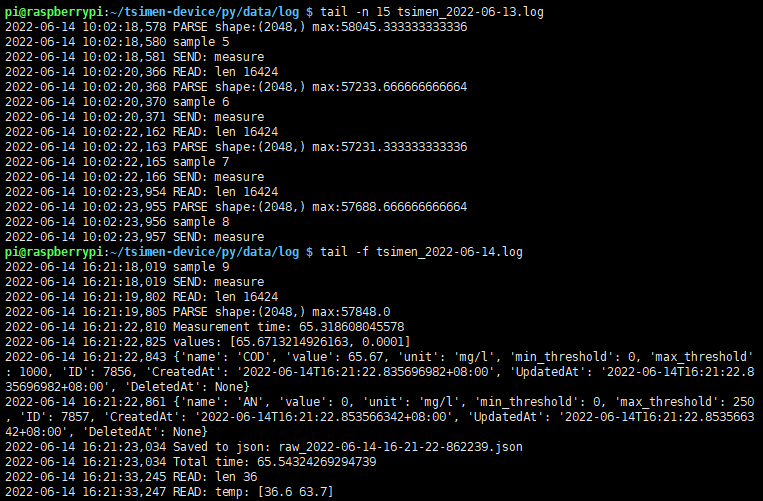 pi@raspberrypi:~/tsimen-device/py/data/log $ tail -n 15 tsimen_2022-06-13.log
2022-06-14 10:02:18,578 PARSE shape:(2048,) max:58045.333333333336
2022-06-14 10:02:18,580 sample 5
2022-06-14 10:02:18,581 SEND: measure
2022-06-14 10:02:20,366 READ: len 16424
2022-06-14 10:02:20,368 PARSE shape:(2048,) max:57233.666666666664
2022-06-14 10:02:20,370 sample 6
2022-06-14 10:02:20,371 SEND: measure
2022-06-14 10:02:22,162 READ: len 16424
2022-06-14 10:02:22,163 PARSE shape:(2048,) max:57231.333333333336
2022-06-14 10:02:22,165 sample 7
2022-06-14 10:02:22,166 SEND: measure
2022-06-14 10:02:23,954 READ: len 16424
2022-06-14 10:02:23,955 PARSE shape:(2048,) max:57688.666666666664
2022-06-14 10:02:23,956 sample 8
2022-06-14 10:02:23,957 SEND: measure
pi@raspberrypi:~/tsimen-device/py/data/log $ tail -f tsimen_2022-06-14.log
2022-06-14 16:21:18,019 sample 9
2022-06-14 16:21:18,019 SEND: measure
2022-06-14 16:21:19,802 READ: len 16424
2022-06-14 16:21:19,805 PARSE shape:(2048,) max:57848.0
2022-06-14 16:21:22,810 Measurement time: 65.318608045578
2022-06-14 16:21:22,825 values: [65.6713214926163, 0.0001]
2022-06-14 16:21:22,843 {'name': 'COD', 'value': 65.67, 'unit': 'mg/l', 'min_threshold': 0, 'max_threshold'
: 1000, 'ID': 7856, 'CreatedAt': '2022-06-14T16:21:22.835696982+08:00', 'UpdatedAt': '2022-06-14T16:21:22.8
35696982+08:00', 'DeletedAt': None}
2022-06-14 16:21:22,861 {'name': 'AN', 'value': 0, 'unit': 'mg/l', 'min_threshold': 0, 'max_threshold': 250
, 'ID': 7857, 'CreatedAt': '2022-06-14T16:21:22.853566342+08:00', 'UpdatedAt': '2022-06-14T16:21:22.8535663
42+08:00', 'DeletedAt': None}
2022-06-14 16:21:23,034 Saved to json: raw_2022-06-14-16-21-22-862239.json
2022-06-14 16:21:23,034 Total time: 65.54324269294739
2022-06-14 16:21:33,245 READ: len 36
2022-06-14 16:21:33,247 READ: temp: [36.6 63.7]